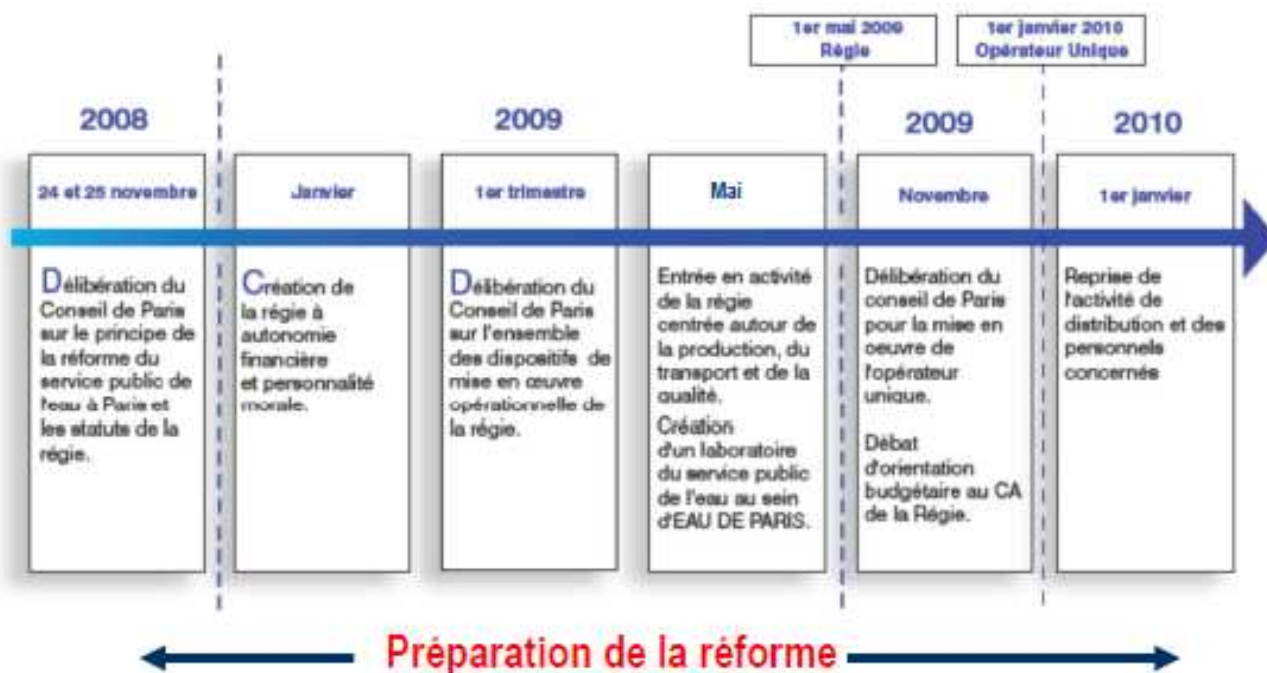 1er mai 2009
Régie
1er janvier 2010
Opérateur Unique
2008
2009
2009
2010
24 et 25 novembre
Délibération du
Conseil de Paris
sur le principe de
la réforme du
service public de
l'eau à Paris et
les statuts de la
régie.
Janvier
Création de
la régie à
autonomie
financière
et personnalité
morale.
1er trimestre
Délibération du
Conseil de Paris
sur l'ensemble
des dispositifs de
mise en œuvre
opérationnelle de
la régie.
Mai
Entrée en activité
de la régie
centrée autour de
la production, du
transport et de la
qualité.
Création
d'un laboratoire
du service public
de l'eau au sein
d'EAU DE PARIS.
Novembre
Délibération du
conseil de Paris
pour la mise en
oeuvre de
l'opérateur
unique.
Débat
d'orientation
budgétaire au CA
de la Régie.
1er janvier
Reprise de
l'activité de
distribution et des
personnels
concernés
Préparation de la réforme